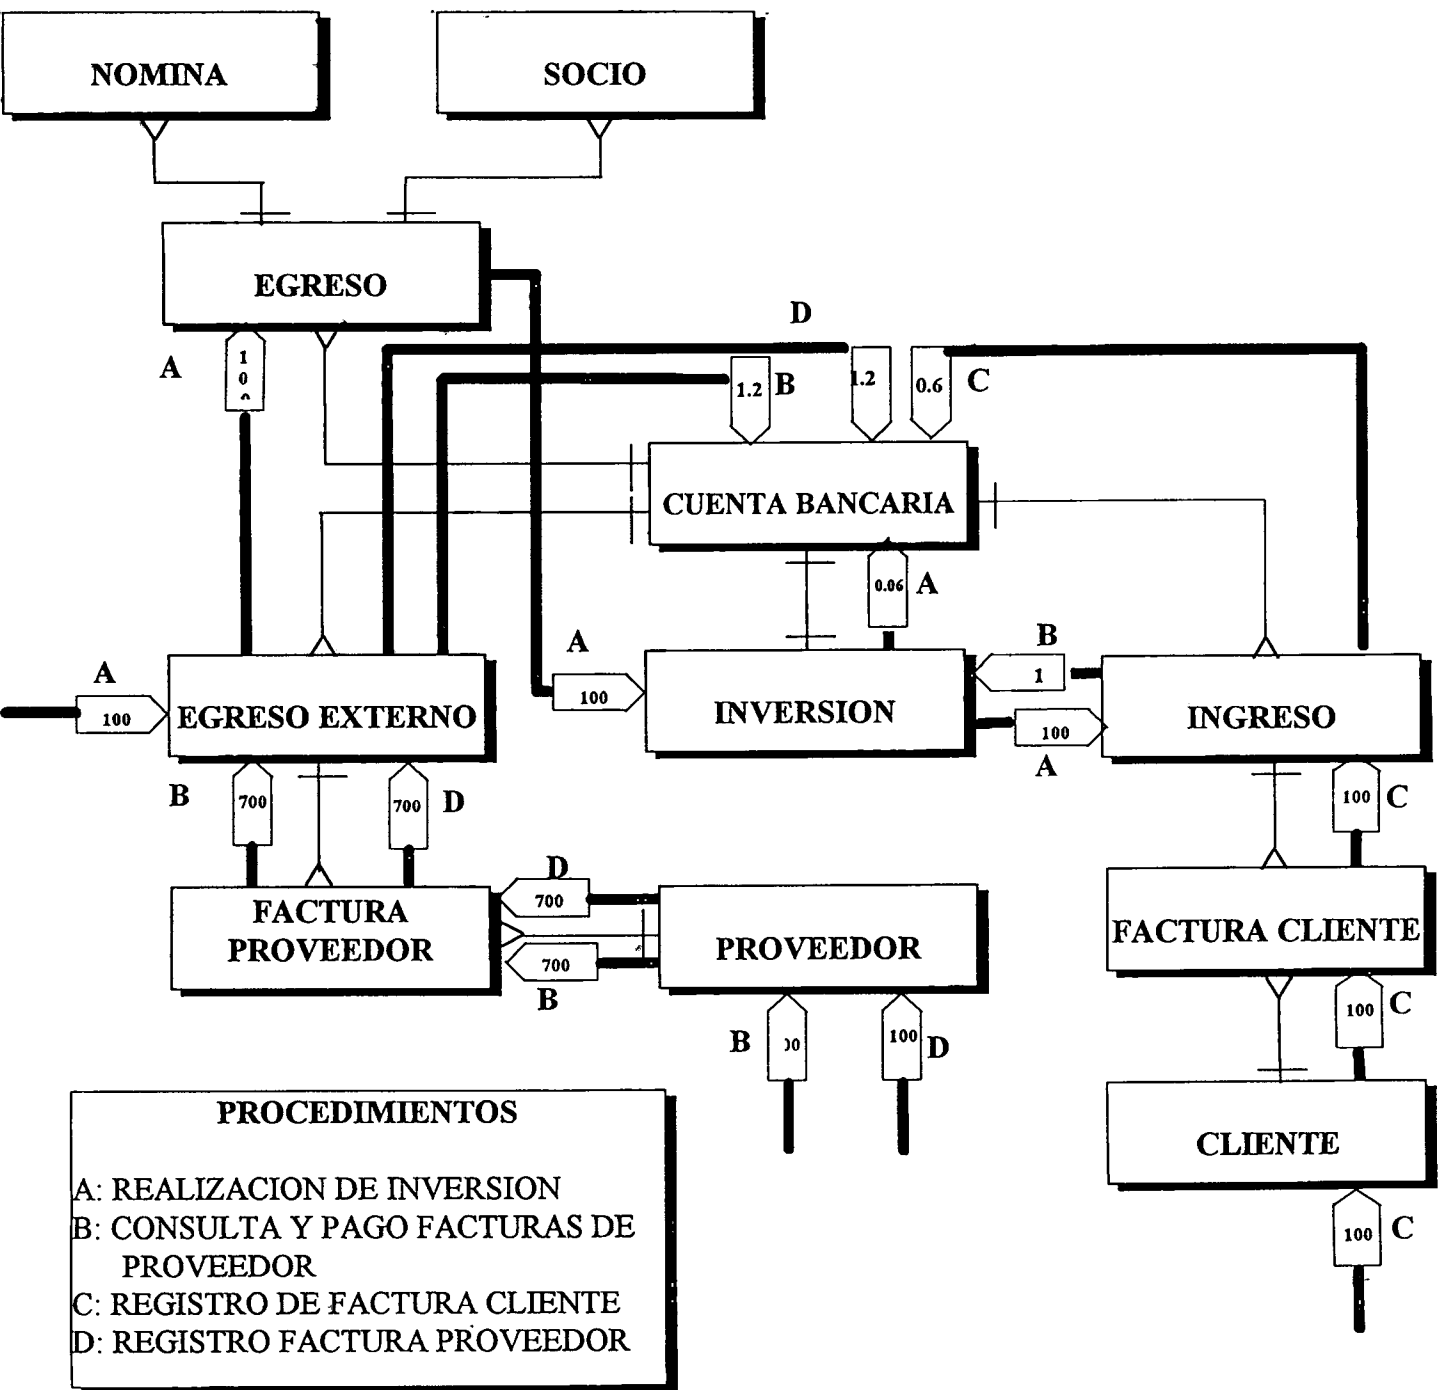 NOMINA
SOCIO
EGRESO
D
A
1
0
B
1.2
1.2
0.6
C
CUENTA BANCARIA
0.06
A
A
100
EGRESO EXTERNO
A
100
INVERSION
B
1
100
A
INGRESO
B
700
700
D
100
C
FACTURA
PROVEEDOR
D
700
700
B
PROVEEDOR
FACTURA CLIENTE
B
100
D
100
C
CLIENTE
100
C
PROCEDIMIENTOS
A: REALIZACION DE INVERSION
B: CONSULTA Y PAGO FACTURAS DE
PROVEEDOR
C: REGISTRO DE FACTURA CLIENTE
D: REGISTRO FACTURA PROVEEDOR